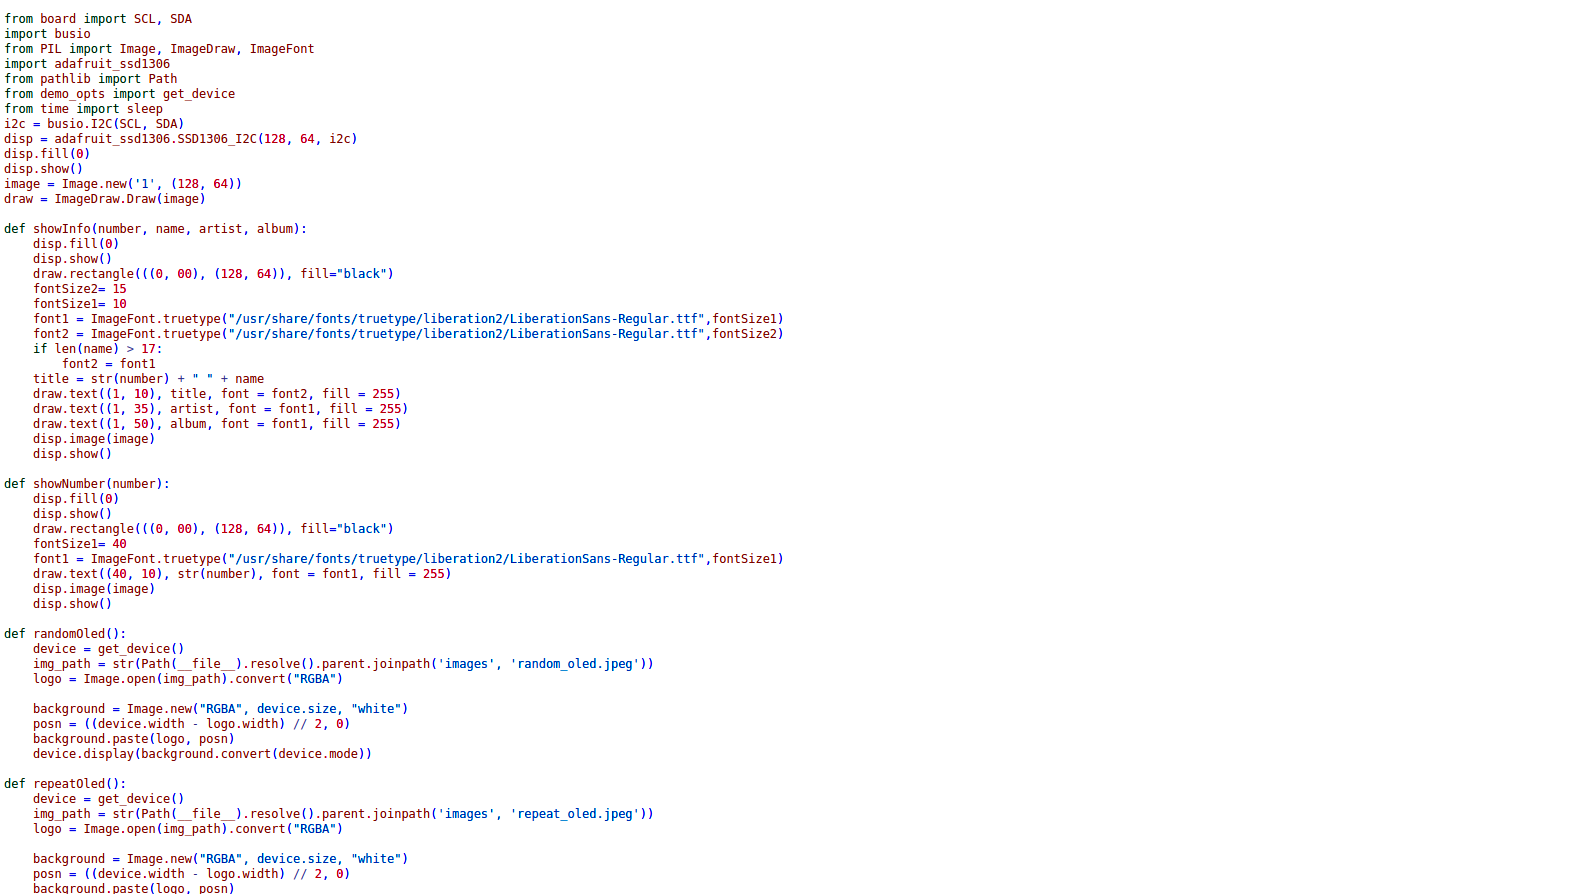 from board import SCL, SDA
import busio
from PIL import Image, ImageDraw, ImageFont
import adafruit_ssd1306
from pathlib import Path
from demo_opts import get_device
from time import sleep
i2c = busio.I2C(SCL, SDA)
disp = adafruit_ssd1306.SSD1306_I2C(128, 64, i2c)
disp.fill(0)
disp.show()
image = Image.new('1', (128, 64))
draw = ImageDraw.Draw(image)

def showInfo(number, name, artist, album):
    disp.fill(0)
    disp.show()
    draw.rectangle(((0, 00), (128, 64)), fill="black")
    fontSize2= 15
    fontSize1= 10
    font1 = ImageFont.truetype("/usr/share/fonts/truetype/liberation2/LiberationSans-Regular.ttf",fontSize1)
    font2 = ImageFont.truetype("/usr/share/fonts/truetype/liberation2/LiberationSans-Regular.ttf",fontSize2)
    if len(name) > 17:
        font2 = font1
    title = str(number) + " " + name
    draw.text((1, 10), title, font = font2, fill = 255)
    draw.text((1, 35), artist, font = font1, fill = 255)
    draw.text((1, 50), album, font = font1, fill = 255)
    disp.image(image)
    disp.show()

def showNumber(number):
    disp.fill(0)
    disp.show()
    draw.rectangle(((0, 00), (128, 64)), fill="black")
    fontSize1= 40
    font1 = ImageFont.truetype("/usr/share/fonts/truetype/liberation2/LiberationSans-Regular.ttf",fontSize1)
    draw.text((40, 10), str(number), font = font1, fill = 255)
    disp.image(image)
    disp.show()

def randomOled():
    device = get_device()
    img_path = str(Path(__file__).resolve().parent.joinpath('images', 'random_oled.jpeg'))
    logo = Image.open(img_path).convert("RGBA")

    background = Image.new("RGBA", device.size, "white")
    posn = ((device.width - logo.width) // 2, 0)
    background.paste(logo, posn)
    device.display(background.convert(device.mode))

def repeatOled():
    device = get_device()
    img_path = str(Path(__file__).resolve().parent.joinpath('images', 'repeat_oled.jpeg'))
    logo = Image.open(img_path).convert("RGBA")

    background = Image.new("RGBA", device.size, "white")
    posn = ((device.width - logo.width) // 2, 0)
    background.paste(logo, posn)